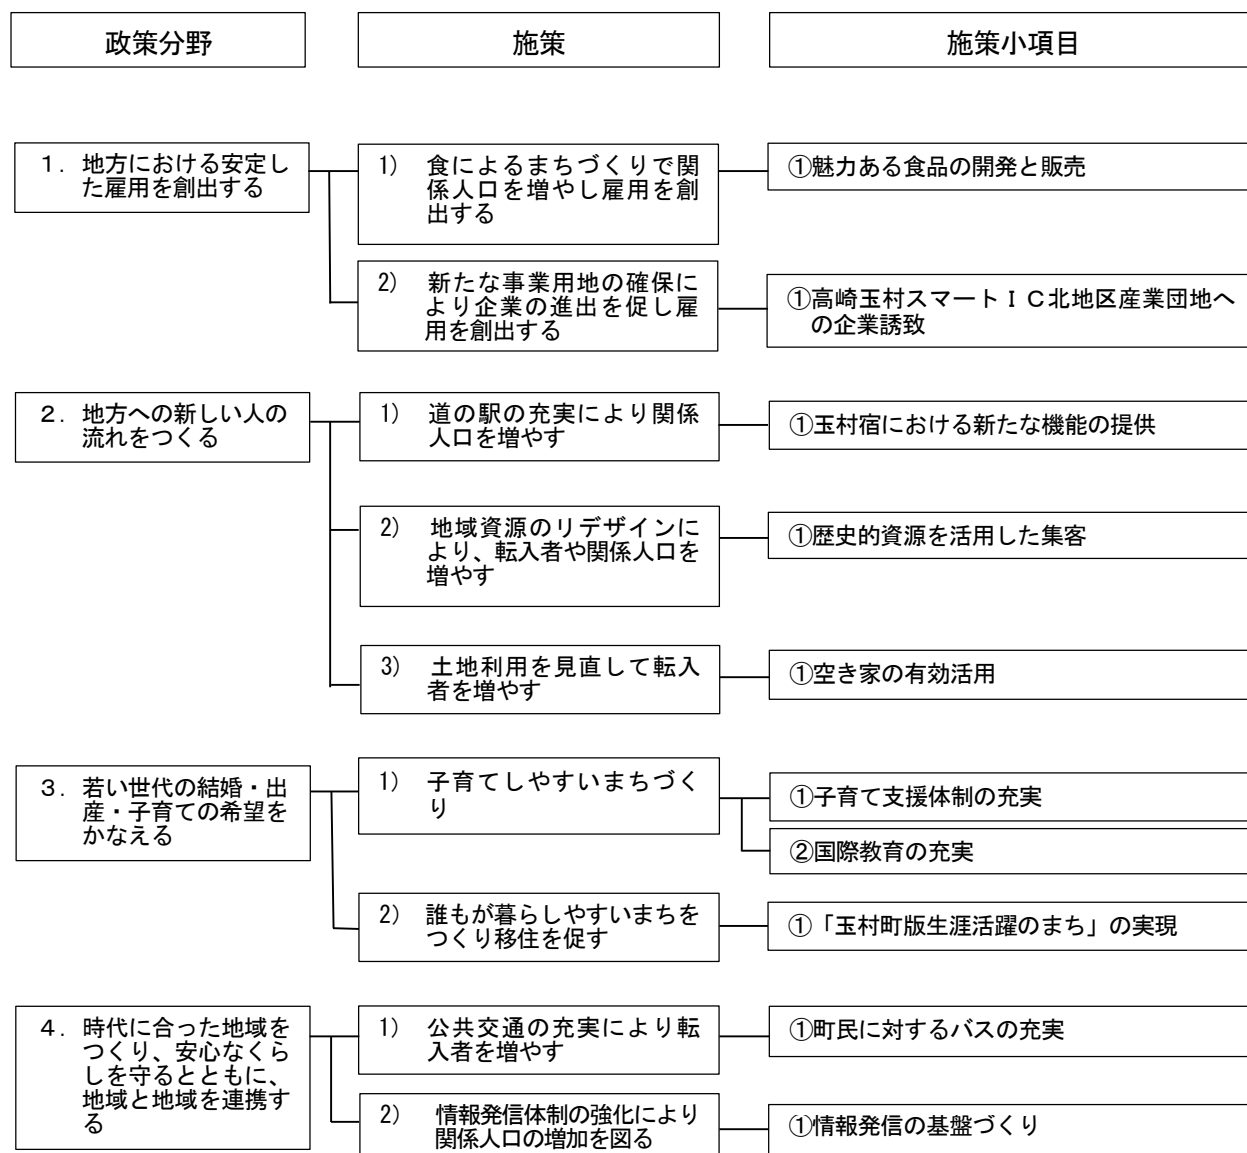 政策分野
施策
施策小項目
１．地方における安定し
た雇用を創出する
1) 食によるまちづくりで関
係人口を増やし雇用を創
出する
①魅力ある食品の開発と販売
2) 新たな事業用地の確保に
より企業の進出を促し雇
用を創出する
①高崎玉村スマートＩＣ北地区産業団地へ
の企業誘致
２．地方への新しい人の
流れをつくる
1) 道の駅の充実により関係
人口を増やす
①玉村宿における新たな機能の提供
2) 地域資源のリデザインに
より、転入者や関係人口を
増やす
①歴史的資源を活用した集客
3) 土地利用を見直して転入
者を増やす
①空き家の有効活用
３．若い世代の結婚・出
産・子育ての希望を
かなえる
1) 子育てしやすいまちづく
り
①子育て支援体制の充実
②国際教育の充実
2) 誰もが暮らしやすいまちを
つくり移住を促す
①「玉村町版生涯活躍のまち」の実現
４．時代に合った地域を
つくり、安心なくら
しを守るとともに、
地域と地域を連携す
る
1) 公共交通の充実により転
入者を増やす
①町民に対するバスの充実
2) 情報発信体制の強化により
関係人口の増加を図る
①情報発信の基盤づくり